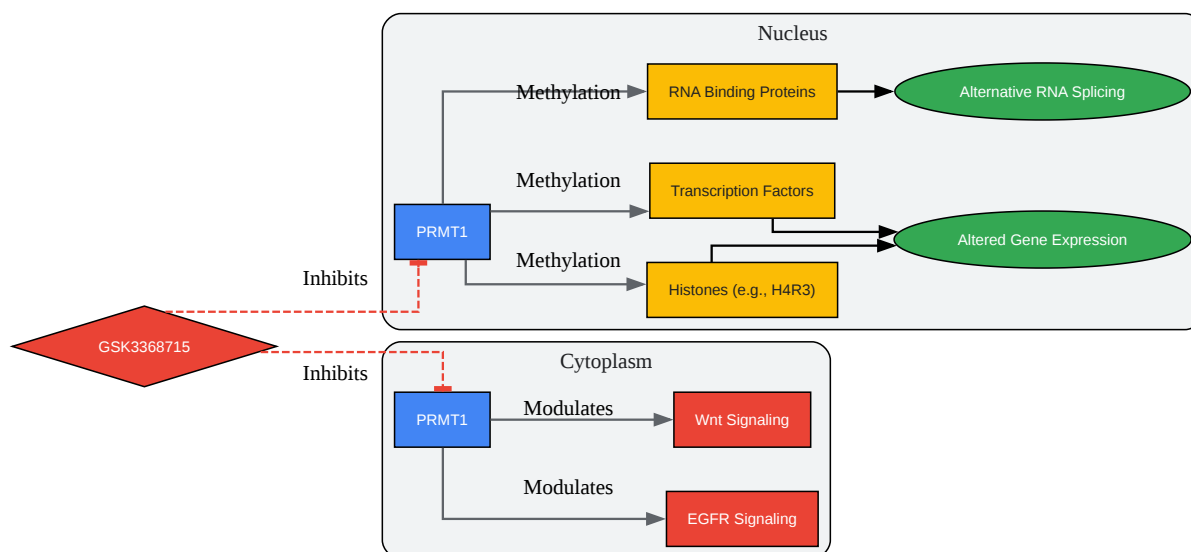 Nucleus
Methylation
RNA Binding Proteins
Alternative RNA Splicing
Methylation
Transcription Factors
PRMT1
Altered Gene Expression
Methylation
Histones (e.g., H4R3)
Inhibits
GSK3368715
Inhibits
Cytoplasm
PRMT1
Modulates
Wnt Signaling
Modulates
EGFR Signaling